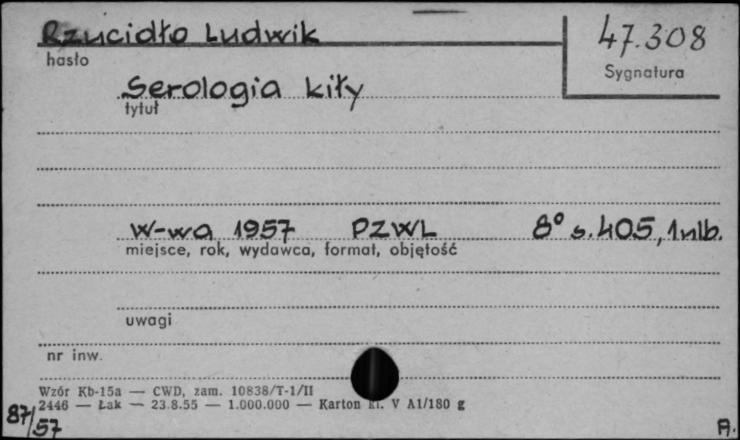 Rzucidło Ludwik
47.308
hasło
Sygnatura
Serologia kiły
tytuł
W-wa 1957 PZWL 8° s. 405, 1 nlb.
miejsce, rok, wydawca, format, objętość
uwagi
nr inw.
Wzór Kb-15a — CWD, zam. 10838/T-1/II
2446 — Łak — 23.8.55 — 1.000.000 — Karton kl. V A1/180 g
87/57
A.